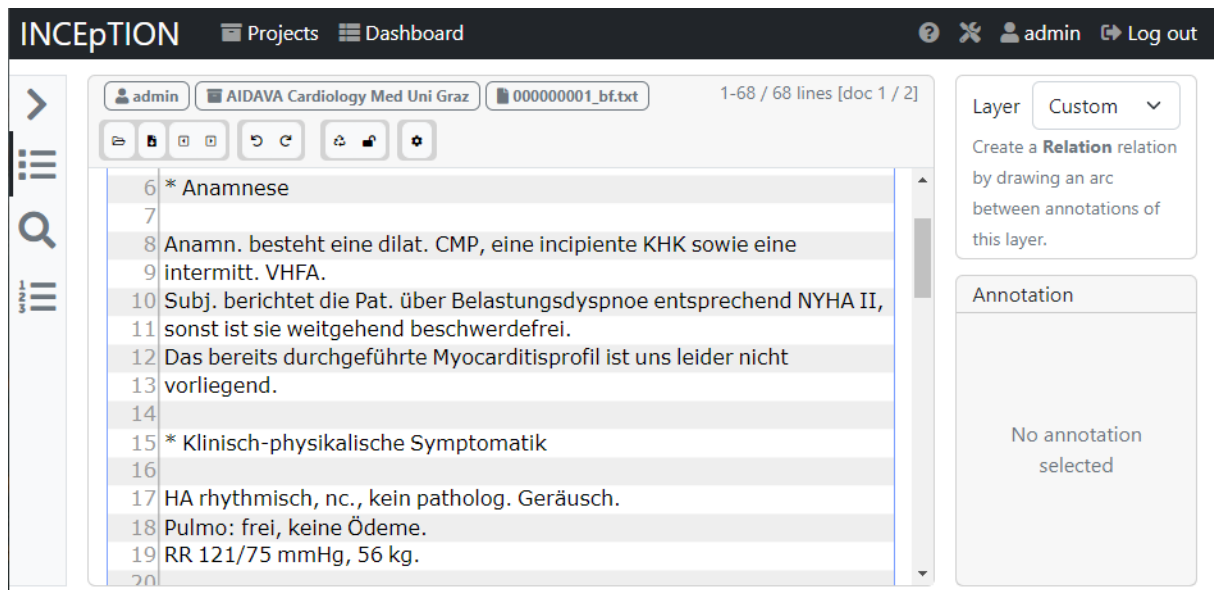 INCEpTION Projects Dashboard admin Log out
admin AIDAVA Cardiology Med Uni Graz 000000001_bf.txt 1-68 / 68 lines [doc 1 / 2]
6 * Anamnese
7
8 Anamn. besteht eine dilat. CMP, eine incipiente KHK sowie eine
9 intermitt. VHFA.
10 Subj. berichtet die Pat. über Belastungsdyspnoe entsprechend NYHA II,
11 sonst ist sie weitgehend beschwerdefrei.
12 Das bereits durchgeführte Myocarditisprofil ist uns leider nicht
13 vorliegend.
14
15 * Klinisch-physikalische Symptomatik
16
17 HA rhythmisch, nc., kein patholog. Geräusch.
18 Pulmo: frei, keine Ödeme.
19 RR 121/75 mmHg, 56 kg.
20
Layer Custom
Create a Relation relation
by drawing an arc
between annotations of
this layer.
Annotation
No annotation
selected